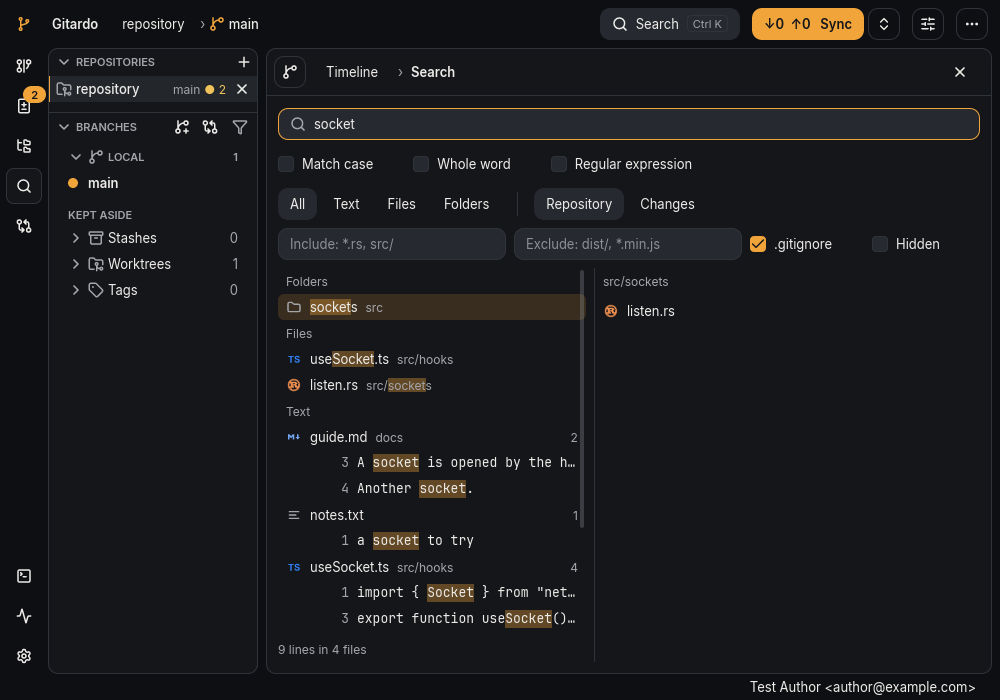 Gitardo repository › main Search Ctrl K ↓0 ↑0 Sync
REPOSITORIES
repository main 2
2
BRANCHES
LOCAL 1
main
KEPT ASIDE
Stashes 0
Worktrees 1
Tags 0
Timeline › Search
socket
Match case Whole word Regular expression
All Text Files Folders Repository Changes
Include: *.rs, src/ Exclude: dist/, *.min.js .gitignore Hidden
Folders
sockets src
Files
TS useSocket.ts src/hooks
listen.rs src/sockets
Text
M↓ guide.md docs 2
3 A socket is opened by the h…
4 Another socket.
notes.txt 1
1 a socket to try
TS useSocket.ts src/hooks 4
1 import { Socket } from "net…
3 export function useSocket()…
9 lines in 4 files
src/sockets
listen.rs
Test Author <author@example.com>